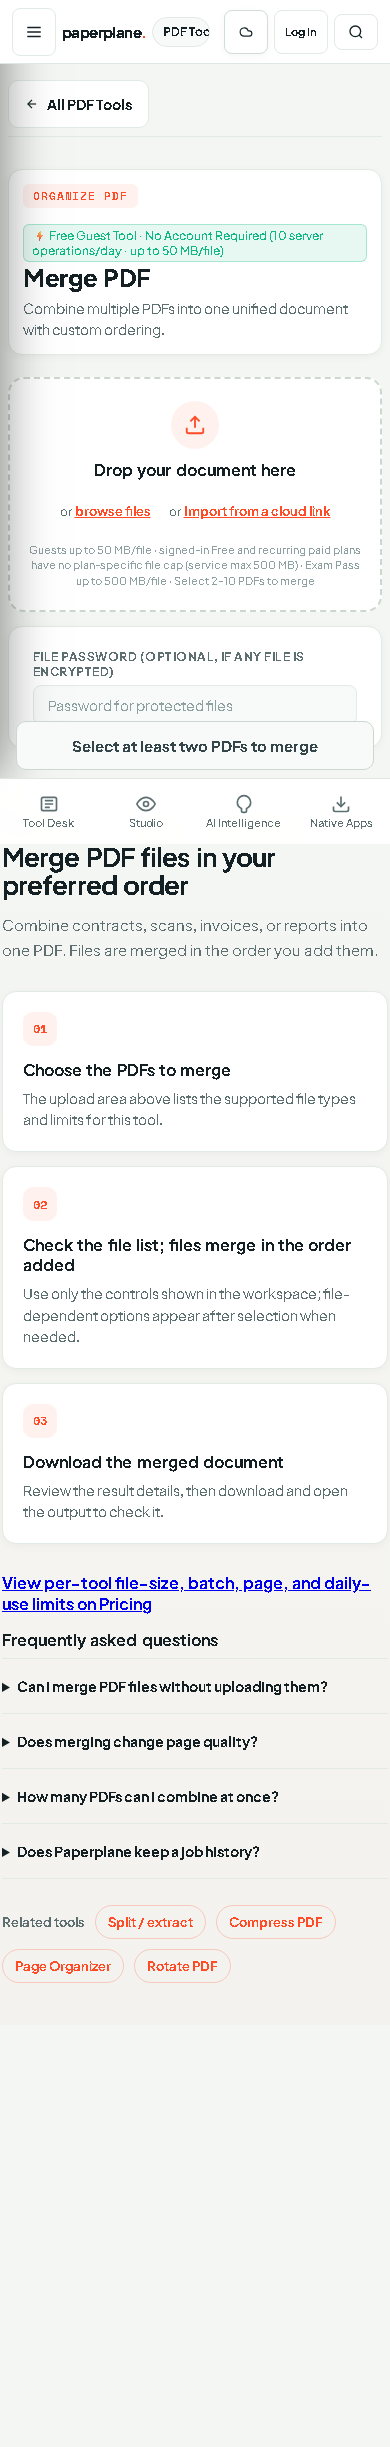 paperplane.
PDF Too
Log In
All PDF Tools
ORGANIZE PDF
Free Guest Tool · No Account Required (10 server
operations/day · up to 50 MB/file)
Merge PDF
Combine multiple PDFs into one unified document
with custom ordering.
Drop your document here
or browse files or Import from a cloud link
Guests up to 50 MB/file · signed-in Free and recurring paid plans
have no plan-specific file cap (service max 500 MB) · Exam Pass
up to 500 MB/file · Select 2-10 PDFs to merge
FILE PASSWORD (OPTIONAL, IF ANY FILE IS
ENCRYPTED)
Password for protected files
Select at least two PDFs to merge
Tool Desk
Studio
AI Intelligence
Native Apps
Merge PDF files in your
preferred order
Combine contracts, scans, invoices, or reports into
one PDF. Files are merged in the order you add them.
01
Choose the PDFs to merge
The upload area above lists the supported file types
and limits for this tool.
02
Check the file list; files merge in the order
added
Use only the controls shown in the workspace; file-
dependent options appear after selection when
needed.
03
Download the merged document
Review the result details, then download and open
the output to check it.
View per-tool file-size, batch, page, and daily-
use limits on Pricing
Frequently asked questions
Can I merge PDF files without uploading them?
Does merging change page quality?
How many PDFs can I combine at once?
Does Paperplane keep a job history?
Related tools
Split / extract
Compress PDF
Page Organizer
Rotate PDF